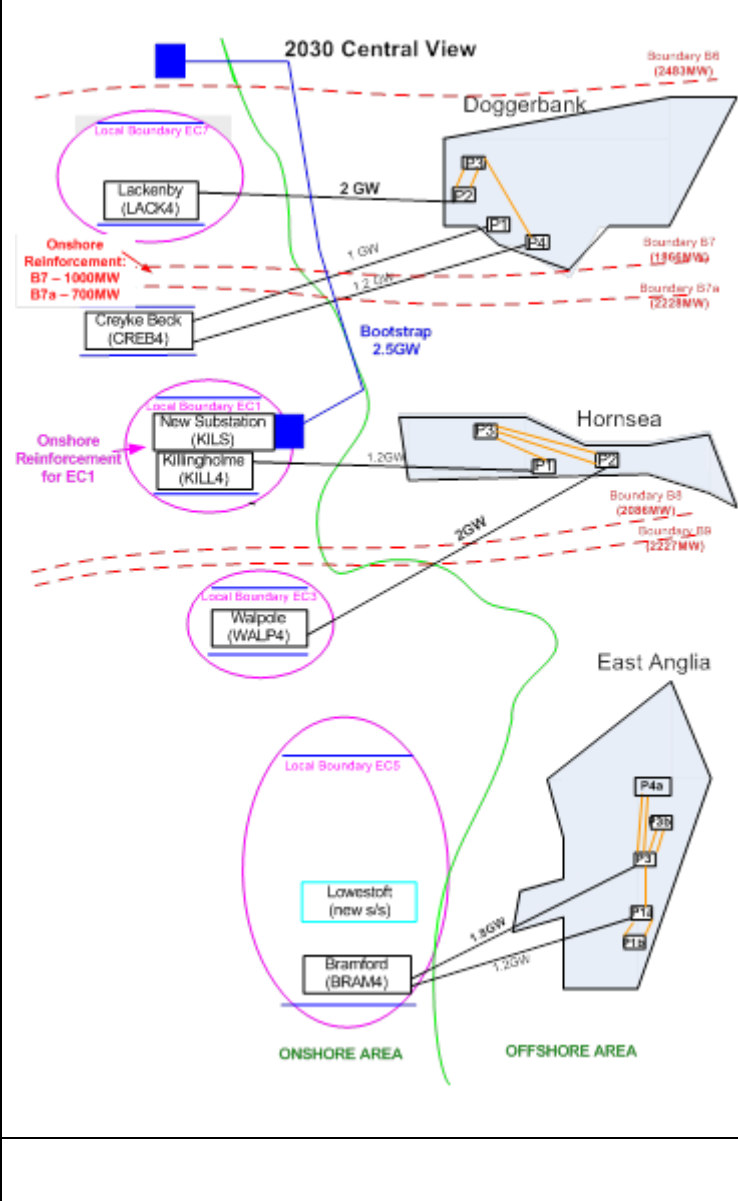 2030 Central View
Boundary B6
(2483MW)
Doggerbank
Local Boundary EC7
P3
P2
Lackenby
(LACK4)
2 GW
P1
P4
Onshore
Reinforcement:
B7 – 1000MW
B7a – 700MW
1 GW
1.2 GW
Boundary B7
Boundary B7a
(2228MW)
Creyke Beck
(CREB4)
Bootstrap
2.5GW
Local Boundary EC1
New Substation
(KILS)
Killingholme
(KILL4)
Onshore
Reinforcement
for EC1
Hornsea
P3
P1
P2
1.2GW
Boundary B8
(2086MW)
2GW
Boundary B9
(2227MW)
Local Boundary EC3
Walpole
(WALP4)
East Anglia
Local Boundary EC5
P4a
P3b
P3
Lowestoft
(new s/s)
P1a
P1b
1.8GW
1.2GW
Bramford
(BRAM4)
ONSHORE AREA
OFFSHORE AREA